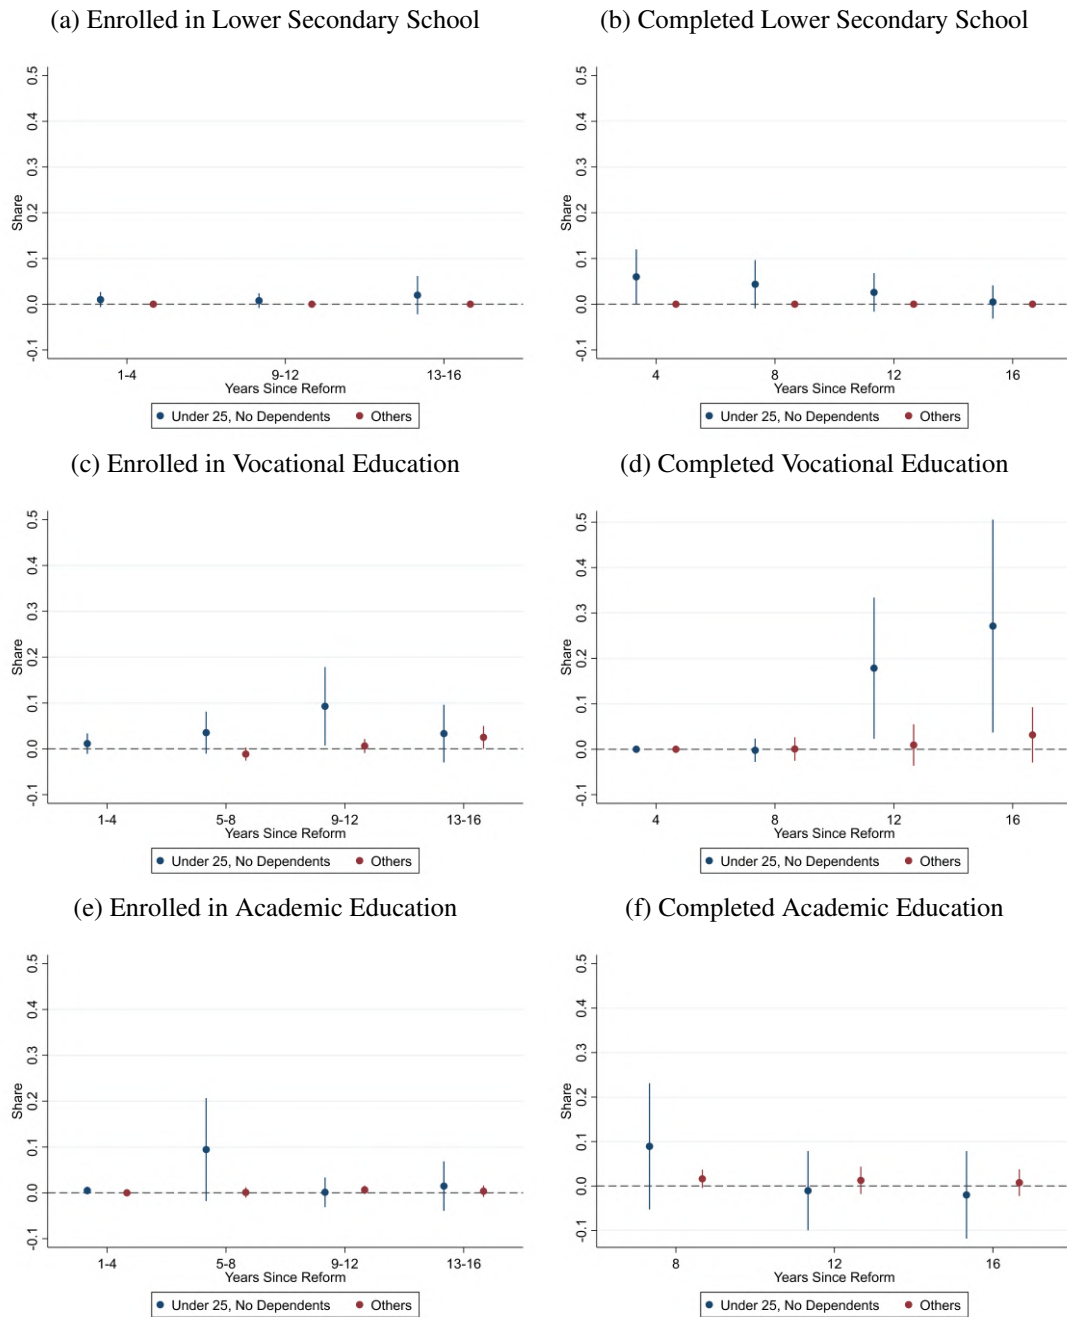 (a) Enrolled in Lower Secondary School
0.5
0.4
0.3
0.2
0.1
0.0
-0.1
Share
1-4 9-12 13-16
Years Since Reform
Under 25, No Dependents Others
(b) Completed Lower Secondary School
0.5
0.4
0.3
0.2
0.1
0.0
-0.1
Share
4 8 12 16
Years Since Reform
Under 25, No Dependents Others
(c) Enrolled in Vocational Education
0.5
0.4
0.3
0.2
0.1
0.0
-0.1
Share
1-4 5-8 9-12 13-16
Years Since Reform
Under 25, No Dependents Others
(d) Completed Vocational Education
0.5
0.4
0.3
0.2
0.1
0.0
-0.1
Share
4 8 12 16
Years Since Reform
Under 25, No Dependents Others
(e) Enrolled in Academic Education
0.5
0.4
0.3
0.2
0.1
0.0
-0.1
Share
1-4 5-8 9-12 13-16
Years Since Reform
Under 25, No Dependents Others
(f) Completed Academic Education
0.5
0.4
0.3
0.2
0.1
0.0
-0.1
Share
8 12 16
Years Since Reform
Under 25, No Dependents Others